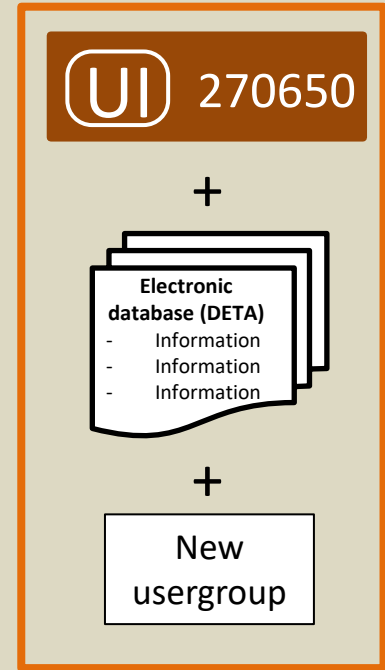 UI 270650
+
Electronic
database (DETA)
- Information
- Information
- Information
+
New
usergroup